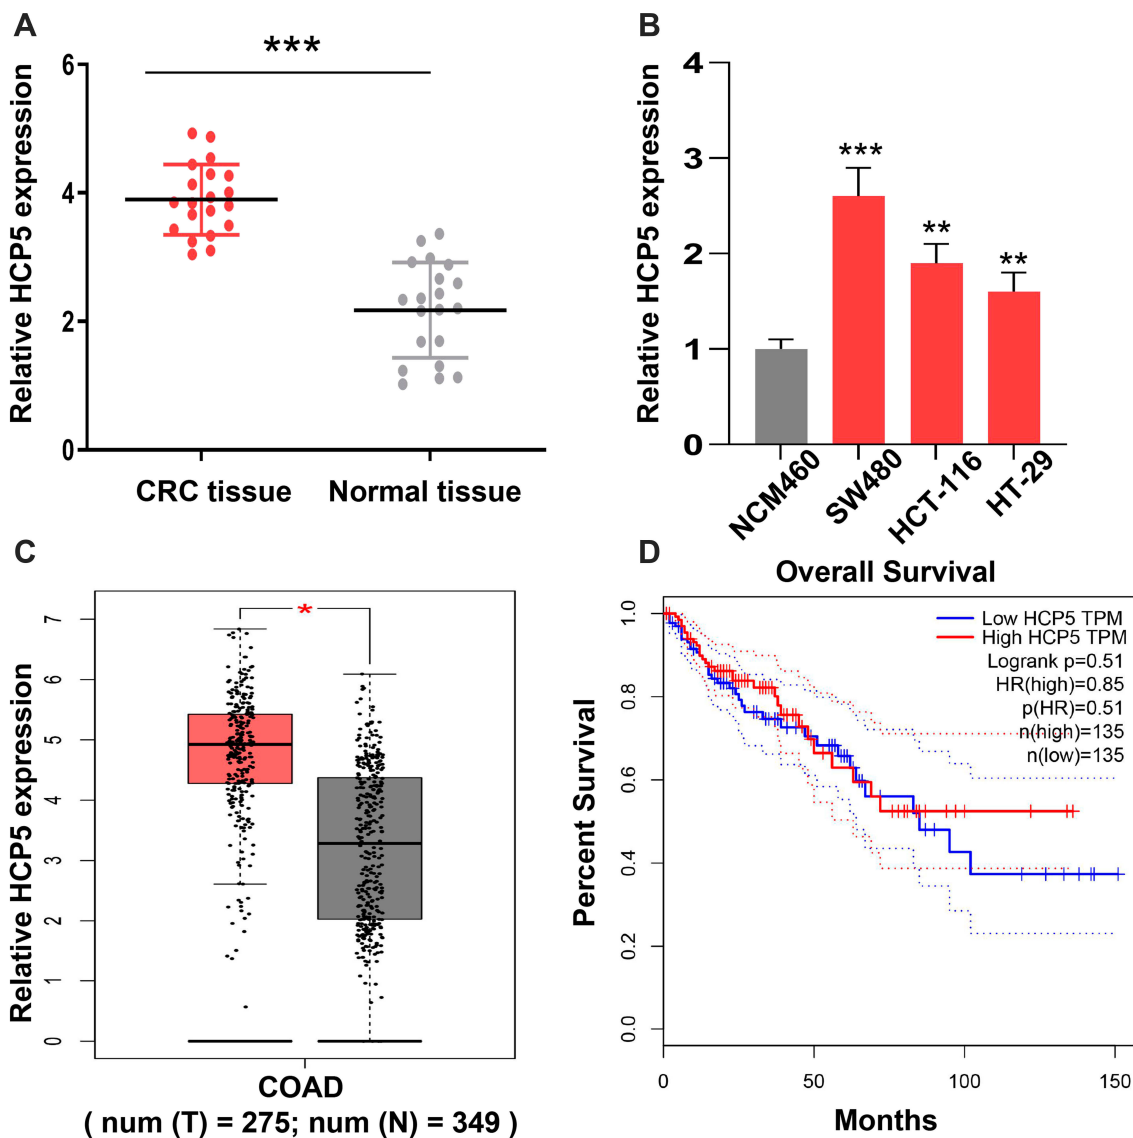 A
***
Relative HCP5 expression
6
4
2
0
CRC tissue
Normal tissue
B
Relative HCP5 expression
4
3
2
1
0
***
**
**
NCM460
SW480
HCT-116
HT-29
C
Relative HCP5 expression
7
6
5
4
3
2
1
0
*
COAD
( num (T) = 275; num (N) = 349 )
D
Overall Survival
Percent Survival
1.0
0.8
0.6
0.4
0.2
0.0
Low HCP5 TPM
High HCP5 TPM
Logrank p=0.51
HR(high)=0.85
p(HR)=0.51
n(high)=135
n(low)=135
0
50
100
150
Months